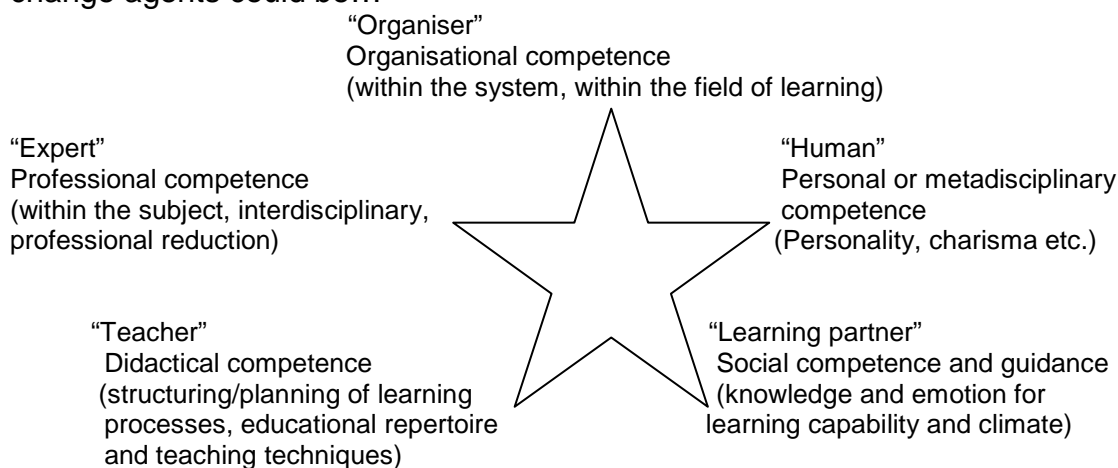 change agents could be...
“Organiser”
Organisational competence
(within the system, within the field of learning)
“Expert”
Professional competence
(within the subject, interdisciplinary,
professional reduction)
“Human”
Personal or metadisciplinary
competence
(Personality, charisma etc.)
“Teacher”
Didactical competence
(structuring/planning of learning
processes, educational repertoire
and teaching techniques)
“Learning partner”
Social competence and guidance
(knowledge and emotion for
learning capability and climate)